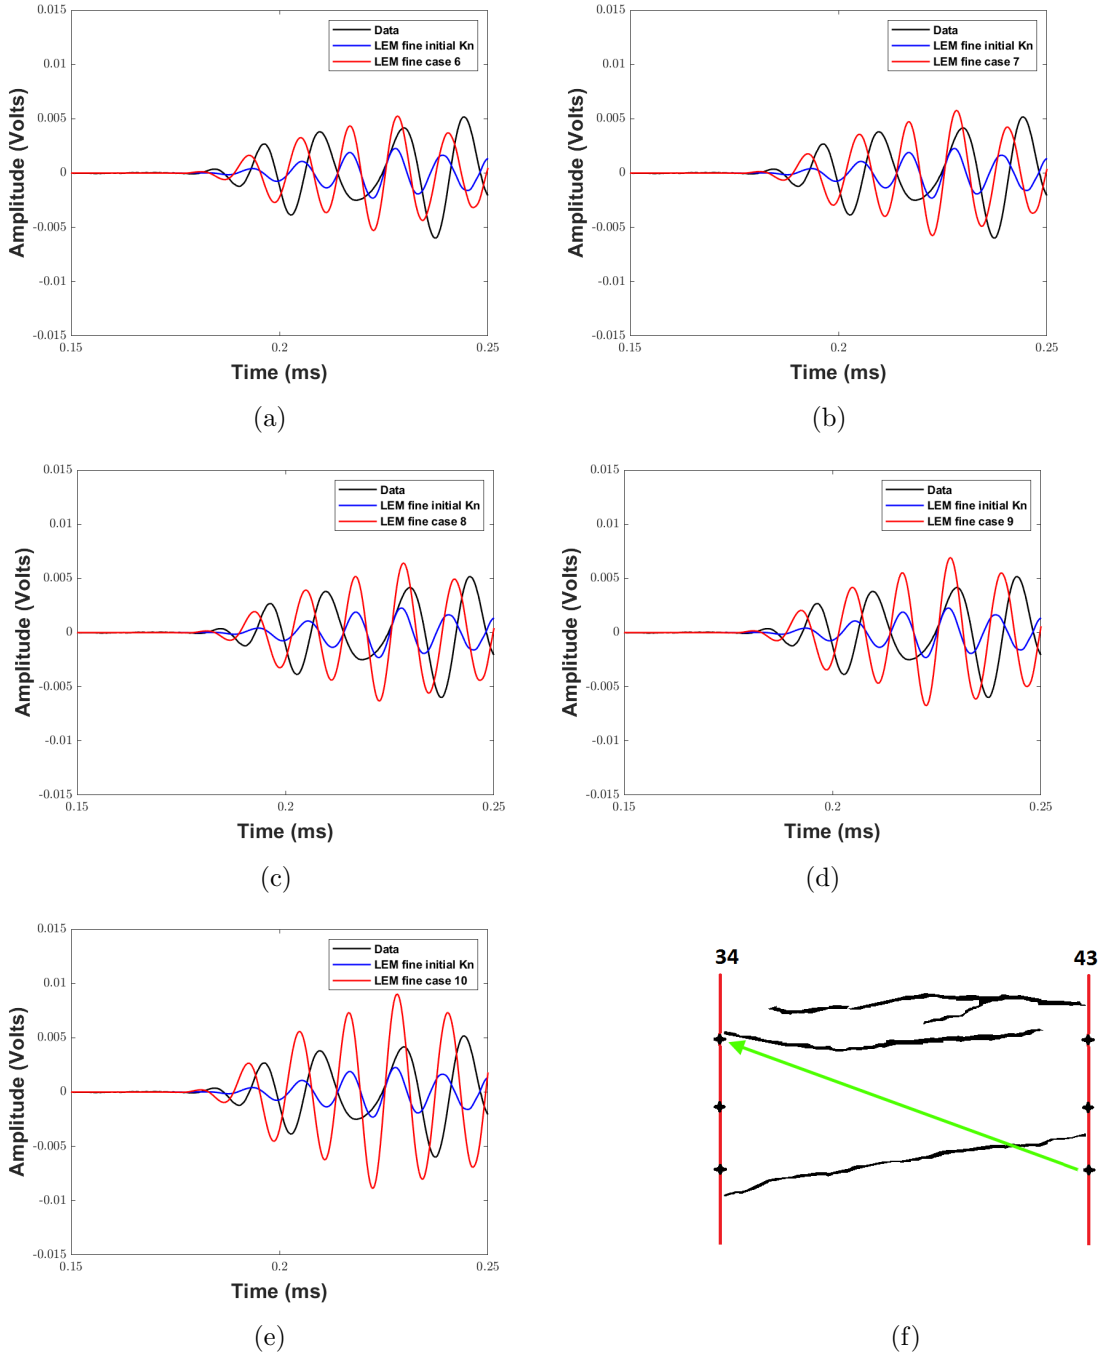 0.015
0.01
0.005
0
-0.005
-0.01
-0.015
Amplitude (Volts)
Data
LEM fine initial Kn
LEM fine case 6
0.15
0.2
0.25
Time (ms)
(a)
0.015
0.01
0.005
0
-0.005
-0.01
-0.015
Amplitude (Volts)
Data
LEM fine initial Kn
LEM fine case 7
0.15
0.2
0.25
Time (ms)
(b)
0.015
0.01
0.005
0
-0.005
-0.01
-0.015
Amplitude (Volts)
Data
LEM fine initial Kn
LEM fine case 8
0.15
0.2
0.25
Time (ms)
(c)
0.015
0.01
0.005
0
-0.005
-0.01
-0.015
Amplitude (Volts)
Data
LEM fine initial Kn
LEM fine case 9
0.15
0.2
0.25
Time (ms)
(d)
0.015
0.01
0.005
0
-0.005
-0.01
-0.015
Amplitude (Volts)
Data
LEM fine initial Kn
LEM fine case 10
0.15
0.2
0.25
Time (ms)
(e)
34
43
(f)